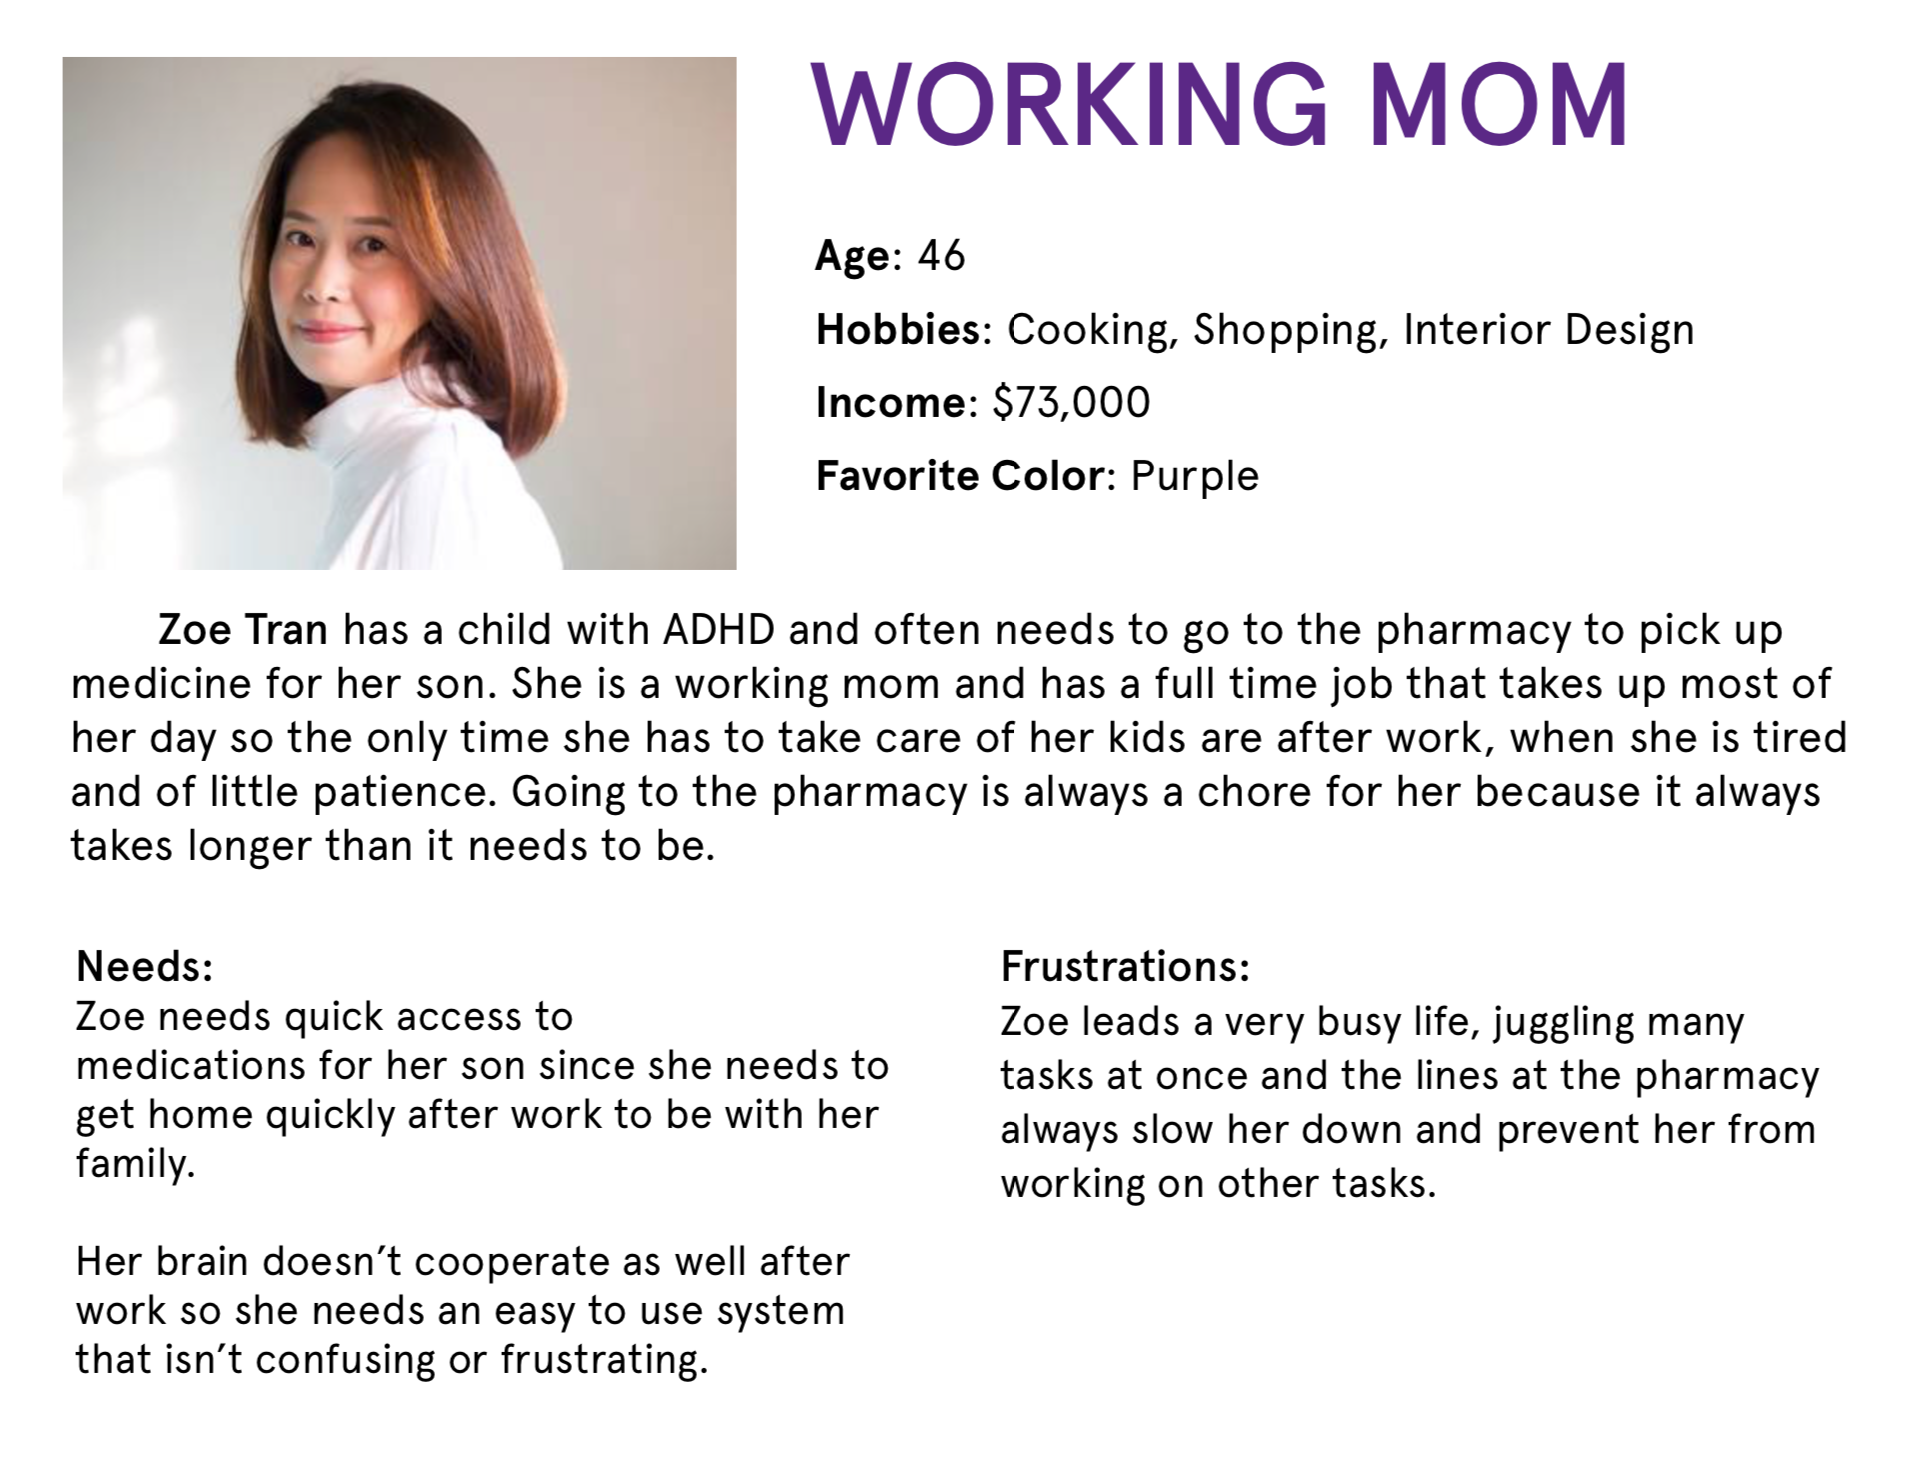 WORKING MOM
Age: 46
Hobbies: Cooking, Shopping, Interior Design
Income: $73,000
Favorite Color: Purple
Zoe Tran has a child with ADHD and often needs to go to the pharmacy to pick up
medicine for her son. She is a working mom and has a full time job that takes up most of
her day so the only time she has to take care of her kids are after work, when she is tired
and of little patience. Going to the pharmacy is always a chore for her because it always
takes longer than it needs to be.
Needs:
Zoe needs quick access to
medications for her son since she needs to
get home quickly after work to be with her
family.
Her brain doesn’t cooperate as well after
work so she needs an easy to use system
that isn’t confusing or frustrating.
Frustrations:
Zoe leads a very busy life, juggling many
tasks at once and the lines at the pharmacy
always slow her down and prevent her from
working on other tasks.